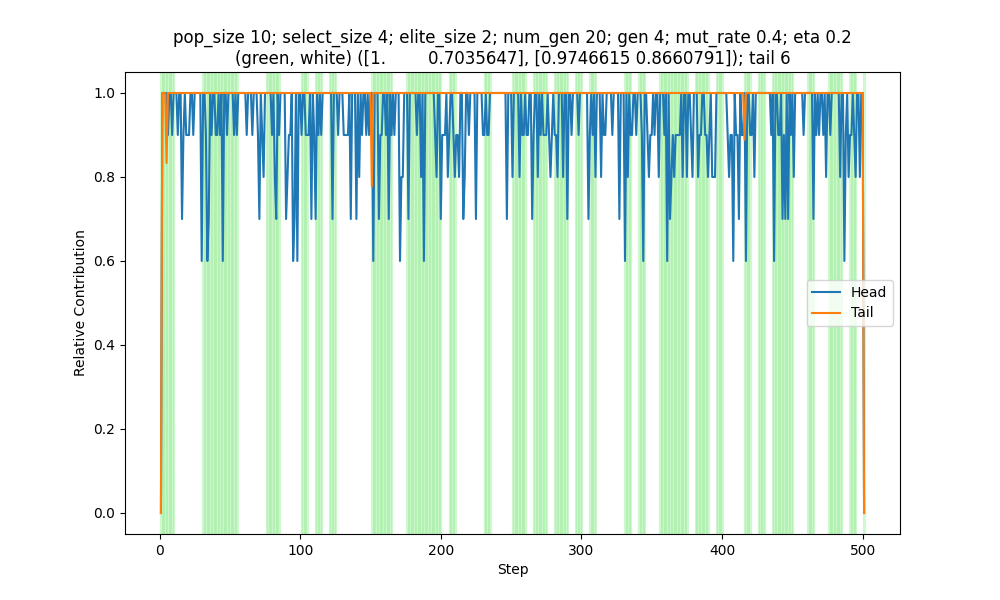 pop_size 10; select_size 4; elite_size 2; num_gen 20; gen 4; mut_rate 0.4; eta 0.2
(green, white) ([1.        0.7035647], [0.9746615 0.8660791]); tail 6
1.0
0.8
0.6
0.4
0.2
0.0
Relative Contribution
Head
Tail
0
100
200
300
400
500
Step